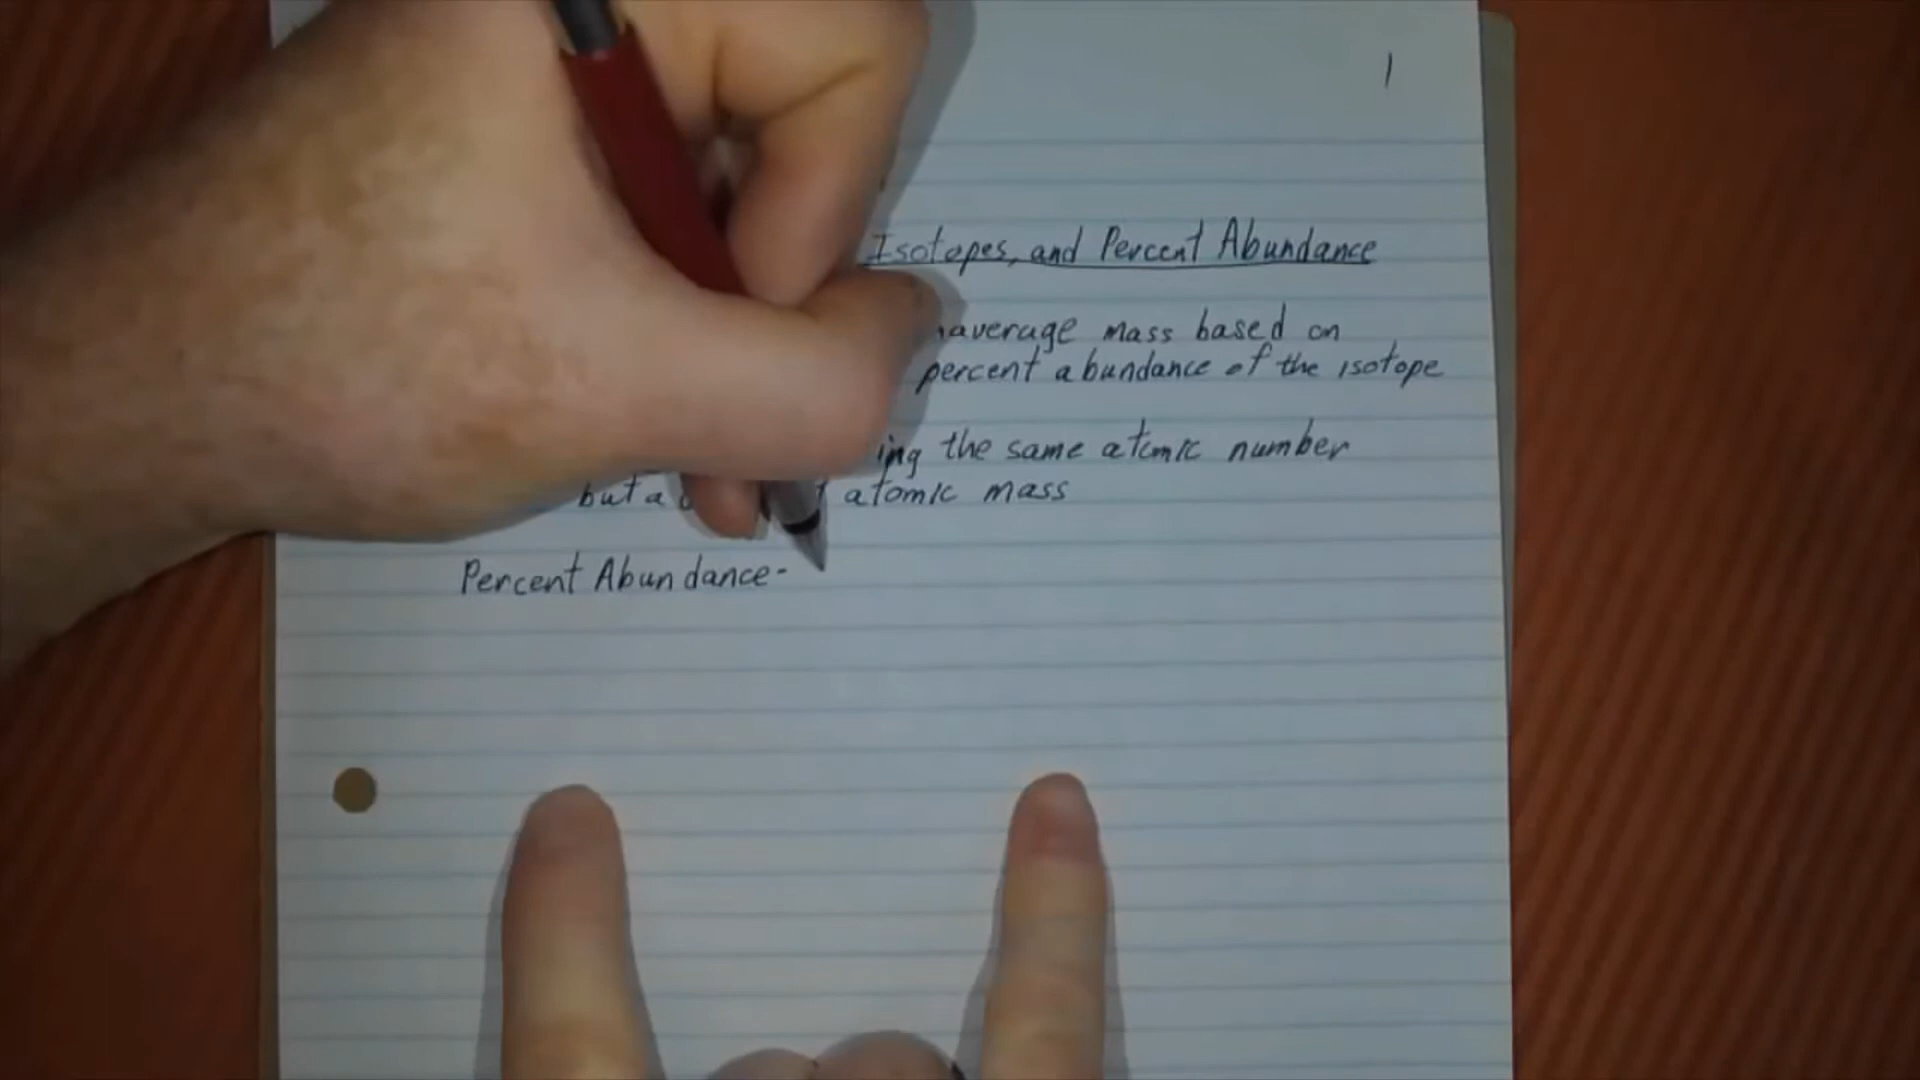 1
Isotopes, and Percent Abundance
average mass based on
percent abundance of the isotope
the same atomic number
but a atomic mass
Percent Abundance-